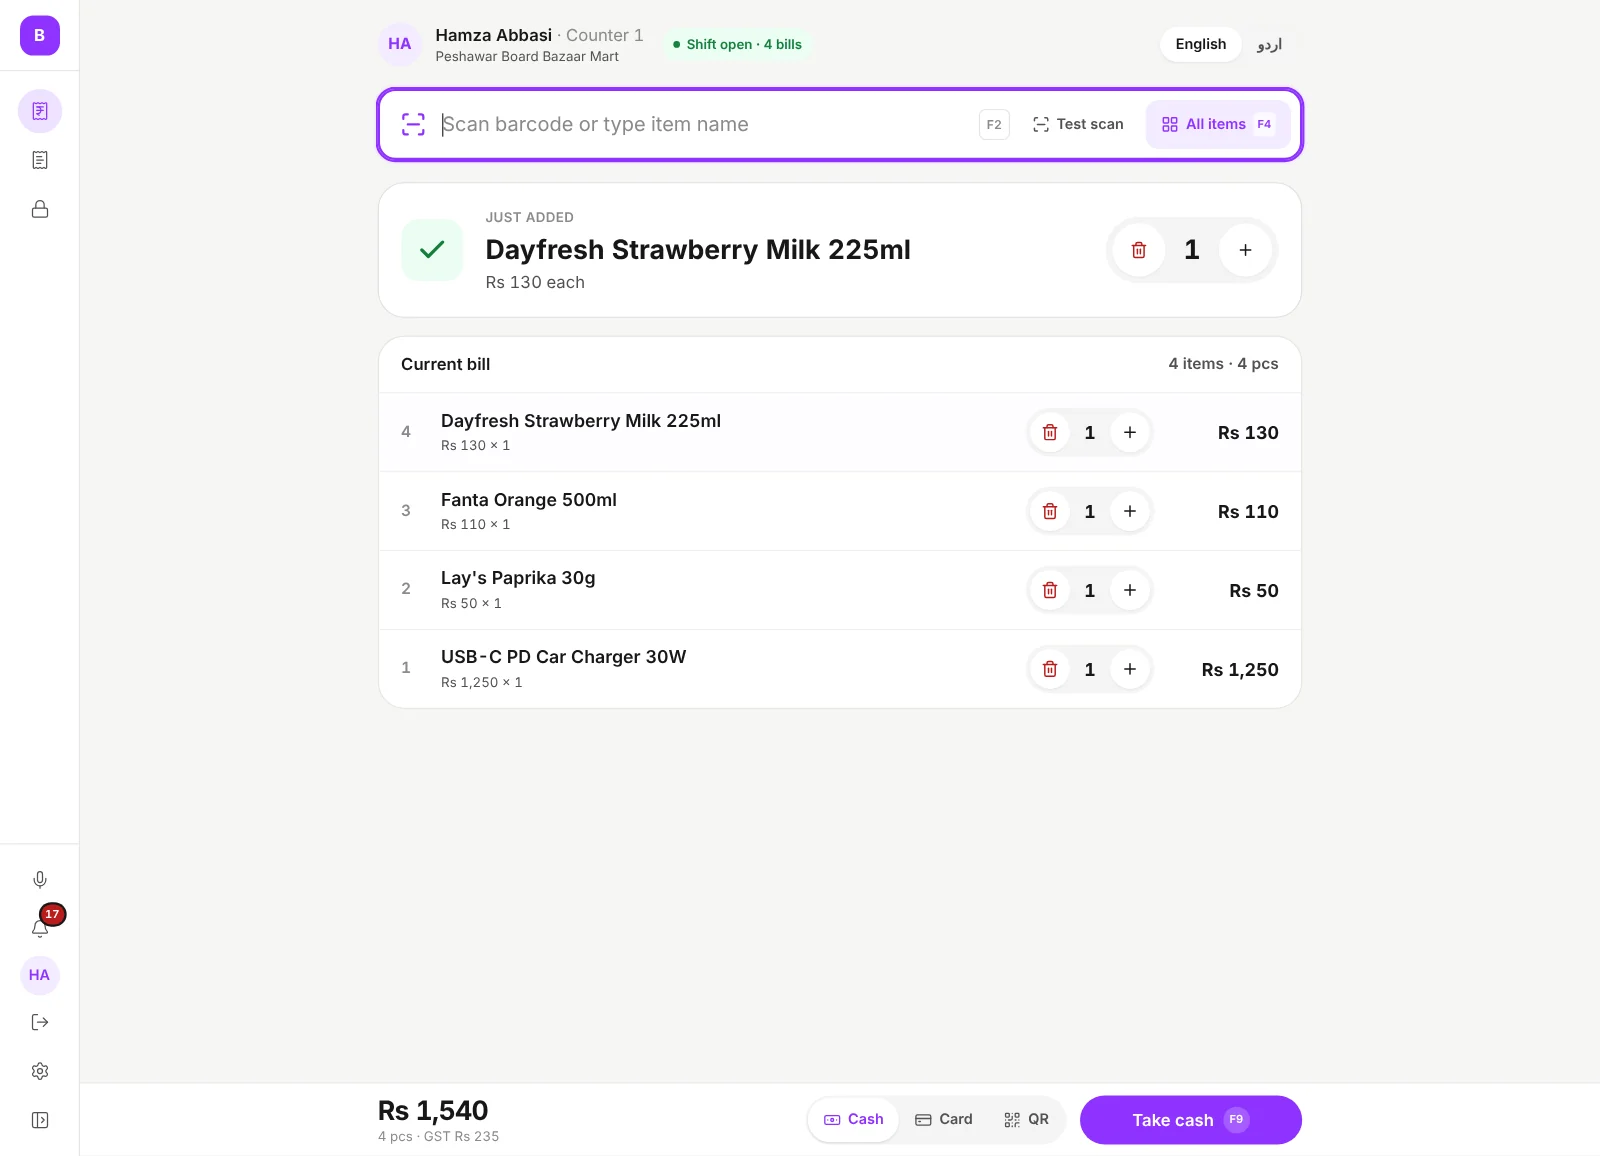 B
HA
Hamza Abbasi · Counter 1
Peshawar Board Bazaar Mart
Shift open · 4 bills
English
اردو
Scan barcode or type item name
F2
Test scan
All items F4
JUST ADDED
Dayfresh Strawberry Milk 225ml
Rs 130 each
1
Current bill
4 items · 4 pcs
4
Dayfresh Strawberry Milk 225ml
Rs 130 × 1
1
Rs 130
3
Fanta Orange 500ml
Rs 110 × 1
1
Rs 110
2
Lay's Paprika 30g
Rs 50 × 1
1
Rs 50
1
USB-C PD Car Charger 30W
Rs 1,250 × 1
1
Rs 1,250
17
HA
Rs 1,540
4 pcs · GST Rs 235
Cash
Card
QR
Take cash F9